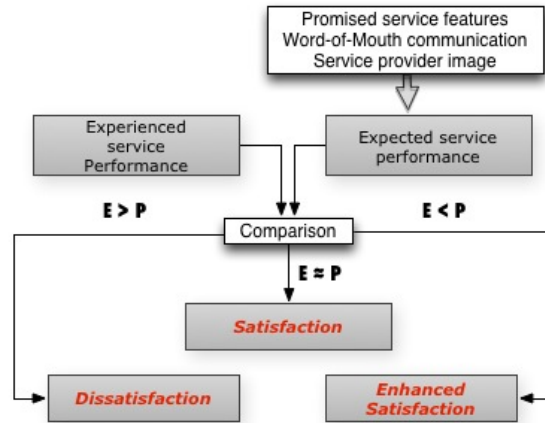 Promised service features
Word-of-Mouth communication
Service provider image
Experienced
service
Performance
Expected service
performance
E > P
E < P
Comparison
E ≈ P
Satisfaction
Dissatisfaction
Enhanced
Satisfaction